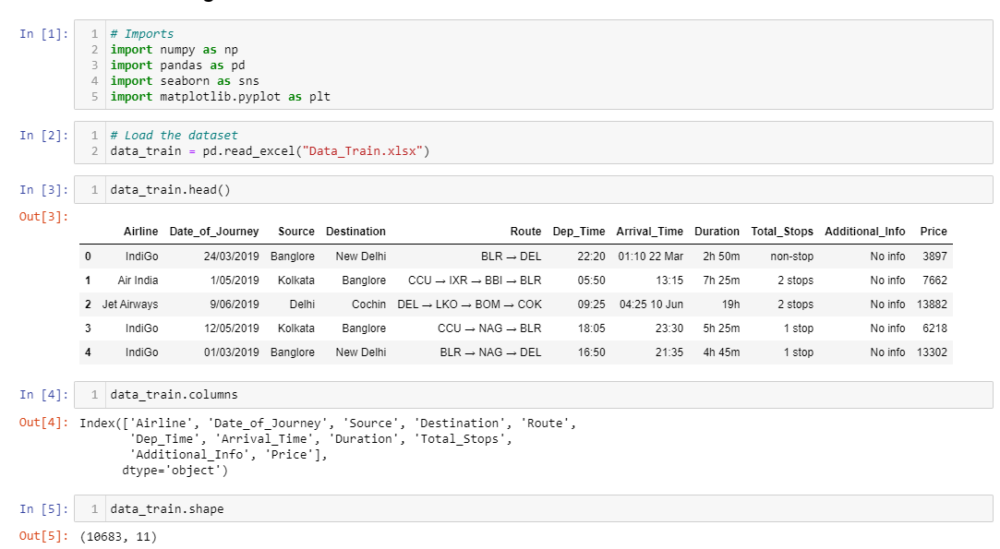 In [1]: 1 # Imports
2 import numpy as np
3 import pandas as pd
4 import seaborn as sns
5 import matplotlib.pyplot as plt
In [2]: 1 # Load the dataset
2 data_train = pd.read_excel("Data_Train.xlsx")
In [3]: 1 data_train.head()
Out[3]:
Airline Date_of_Journey Source Destination Route Dep_Time Arrival_Time Duration Total_Stops Additional_Info Price
0 IndiGo 24/03/2019 Banglore New Delhi BLR → DEL 22:20 01:10 22 Mar 2h 50m non-stop No info 3897
1 Air India 1/05/2019 Kolkata Banglore CCU → IXR → BBI → BLR 05:50 13:15 7h 25m 2 stops No info 7662
2 Jet Airways 9/06/2019 Delhi Cochin DEL → LKO → BOM → COK 09:25 04:25 10 Jun 19h 2 stops No info 13882
3 IndiGo 12/05/2019 Kolkata Banglore CCU → NAG → BLR 18:05 23:30 5h 25m 1 stop No info 6218
4 IndiGo 01/03/2019 Banglore New Delhi BLR → NAG → DEL 16:50 21:35 4h 45m 1 stop No info 13302
In [4]: 1 data_train.columns
Out[4]: Index(['Airline', 'Date_of_Journey', 'Source', 'Destination', 'Route',
'Dep_Time', 'Arrival_Time', 'Duration', 'Total_Stops',
'Additional_Info', 'Price'],
dtype='object')
In [5]: 1 data_train.shape
Out[5]: (10683, 11)